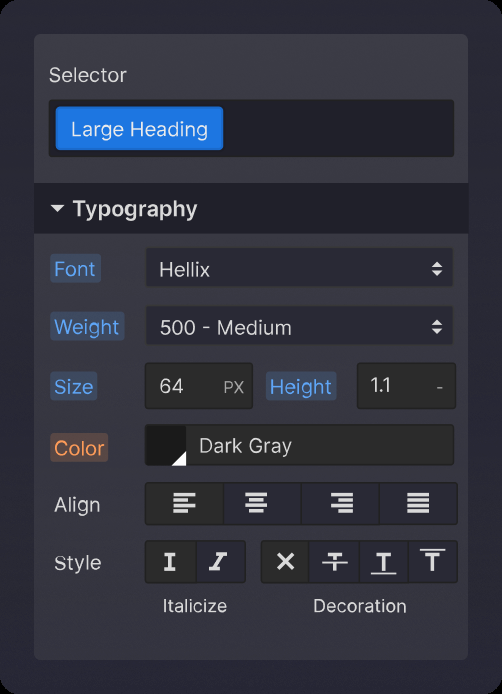 Selector
Large Heading
Typography
Font Hellix
Weight 500 - Medium
Size 64 PX Height 1.1 -
Color Dark Gray
Align
Style
Italicize Decoration